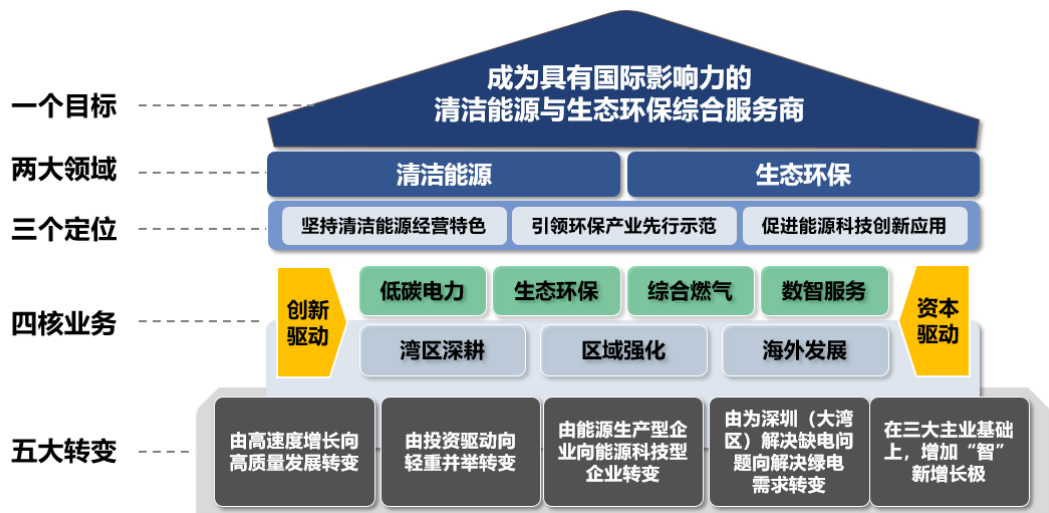 成为具有国际影响力的
清洁能源与生态环保综合服务商
一个目标
两大领域
清洁能源
生态环保
三个定位
坚持清洁能源经营特色
引领环保产业先行示范
促进能源科技创新应用
四核业务
创新
驱动
低碳电力
生态环保
综合燃气
数智服务
湾区深耕
区域强化
海外发展
资本
驱动
五大转变
由高速度增长向
高质量发展转变
由投资驱动向
轻重并举转变
由能源生产型企
业向能源科技型
企业转变
由为深圳（大湾
区）解决缺电问
题向解决绿电
需求转变
在三大主业基础
上，增加“智”
新增长极